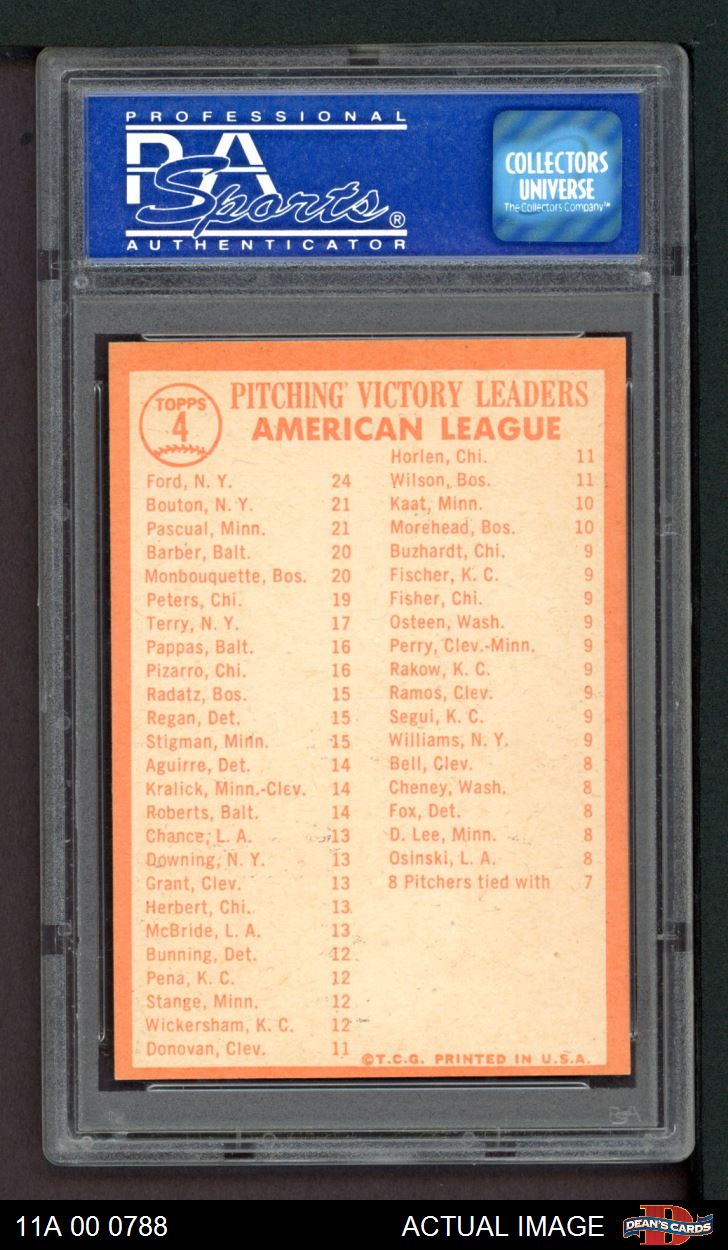 PROFESSIONAL
PSA
Sports®
AUTHENTICATOR
COLLECTORS
UNIVERSE
The Collectors Company™
TOPPS
4
PITCHING VICTORY LEADERS
AMERICAN LEAGUE
Ford, N. Y. 24
Bouton, N. Y. 21
Pascual, Minn. 21
Barber, Balt. 20
Monbouquette, Bos. 20
Peters, Chi. 19
Terry, N. Y. 17
Pappas, Balt. 16
Pizarro, Chi. 16
Radatz, Bos. 15
Regan, Det. 15
Stigman, Minn. 15
Aguirre, Det. 14
Kralick, Minn.-Clev. 14
Roberts, Balt. 14
Chance, L. A. 13
Downing, N. Y. 13
Grant, Clev. 13
Herbert, Chi. 13
McBride, L. A. 13
Bunning, Det. 12
Pena, K. C. 12
Stange, Minn. 12
Wickersham, K. C. 12
Donovan, Clev. 11
Horlen, Chi. 11
Wilson, Bos. 11
Kaat, Minn. 10
Morehead, Bos. 10
Buzhardt, Chi. 9
Fischer, K. C. 9
Fisher, Chi. 9
Osteen, Wash. 9
Perry, Clev.-Minn. 9
Rakow, K. C. 9
Ramos, Clev. 9
Segui, K. C. 9
Williams, N. Y. 9
Bell, Clev. 8
Cheney, Wash. 8
Fox, Det. 8
D. Lee, Minn. 8
Osinski, L. A. 8
8 Pitchers tied with 7
©T.C.G. PRINTED IN U.S.A.
PSA
11A 00 0788
ACTUAL IMAGE
DEAN'S CARDS